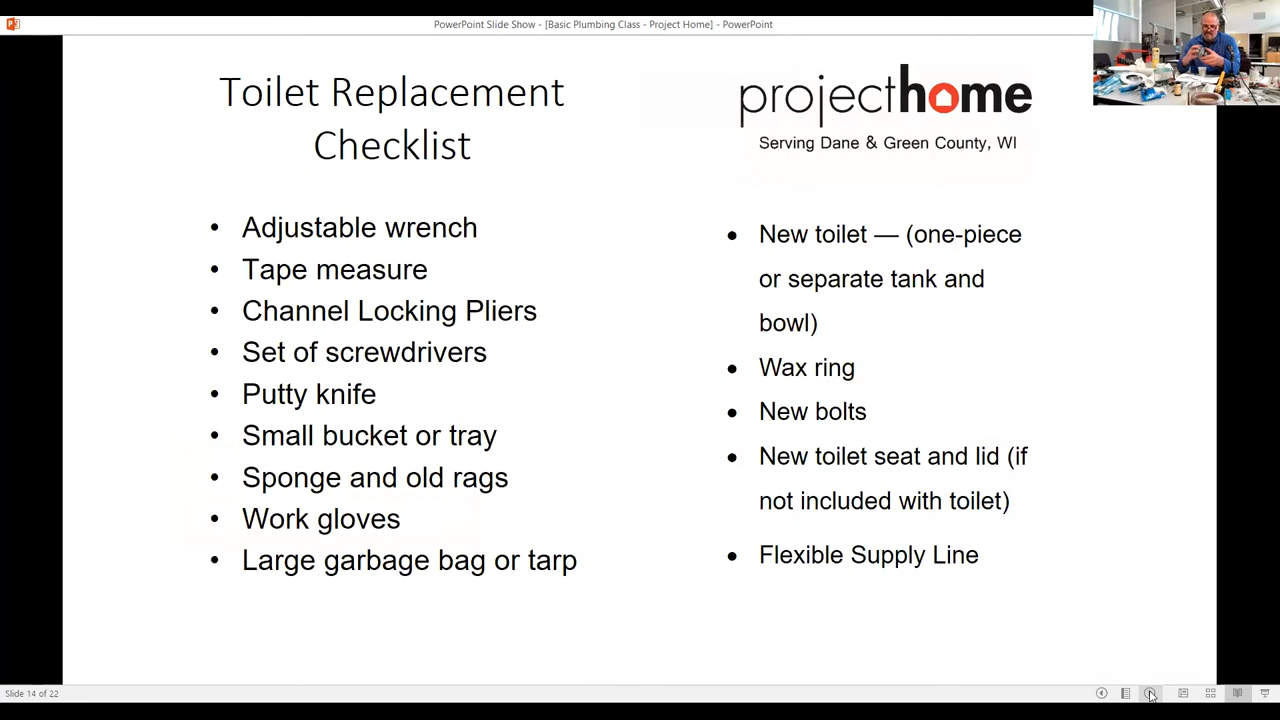 PowerPoint Slide Show - [Basic Plumbing Class - Project Home] - PowerPoint
Toilet Replacement
Checklist
projecthome
Serving Dane & Green County, WI
• Adjustable wrench
• Tape measure
• Channel Locking Pliers
• Set of screwdrivers
• Putty knife
• Small bucket or tray
• Sponge and old rags
• Work gloves
• Large garbage bag or tarp
• New toilet — (one-piece
or separate tank and
bowl)
• Wax ring
• New bolts
• New toilet seat and lid (if
not included with toilet)
• Flexible Supply Line
Slide 14 of 22